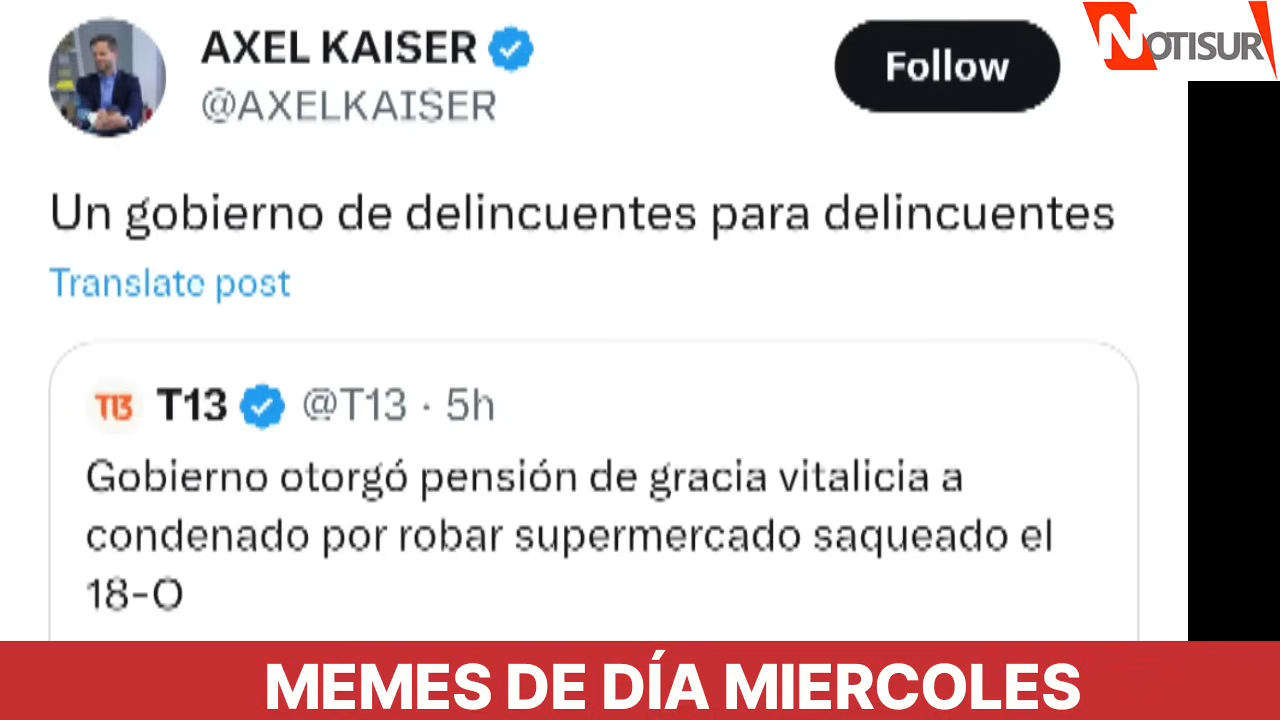 AXEL KAISER
@AXELKAISER
Follow
NOTISUR
Un gobierno de delincuentes para delincuentes
Translate post
T13 T13 @T13 · 5h
Gobierno otorgó pensión de gracia vitalicia a
condenado por robar supermercado saqueado el
18-O
MEMES DE DÍA MIERCOLES